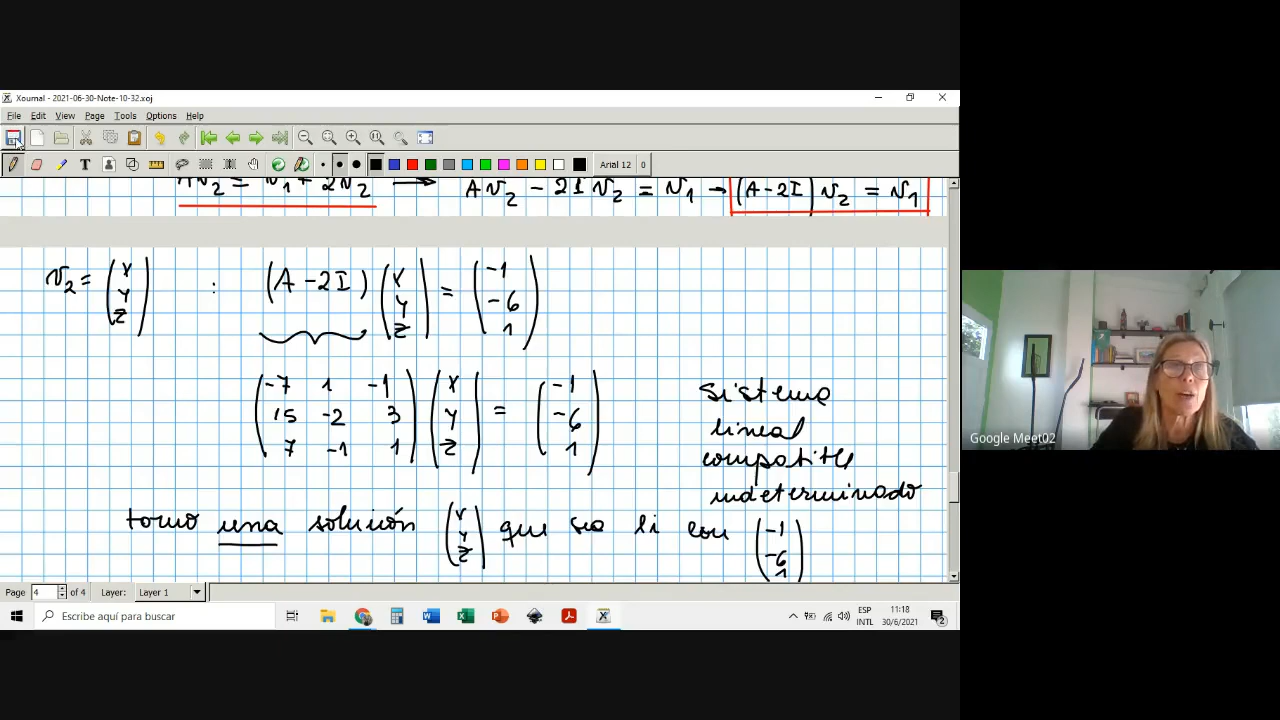 Xournal - 2021-06-30-Note-10-32.xoj
File Edit View Page Tools Options Help
Arial 12 0
Av₂ = v₁ + 2v₂ → Av₂ - 2Iv₂ = v₁ → (A-2I)v₂ = v₁
v₂ = (x y z) : (A-2I) (x y z) = (-1 -6 1)
(-7 1 -1
15 -2 3
7 -1 1) (x y z) = (-1 -6 1)
sistema
lineal
compatible
indeterminado
tomo una solución (x y z) que sea li con (-1 -6 1)
Google Meet02
Page 4 of 4 Layer: Layer 1
Escribe aquí para buscar
ESP
INTL
11:18
30/6/2021
2